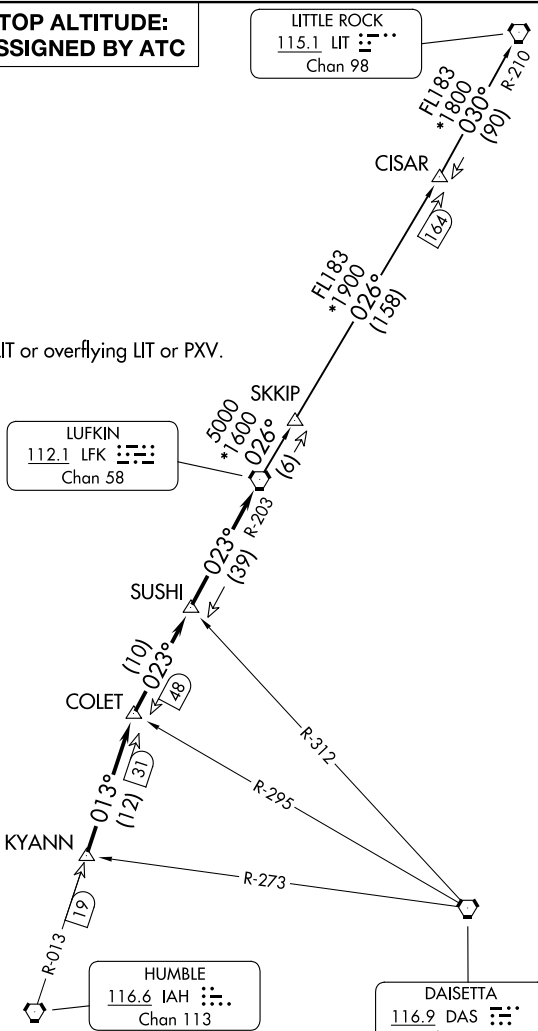 TOP ALTITUDE:
SSIGNED BY ATC
LITTLE ROCK
115.1 LIT
Chan 98
R-210
FL183
*1800
030°
(90)
CISAR
164
FL183
*1900
026°
(158)
LIT or overflying LIT or PXV.
SKKIP
5000
*1600
026°
(6)
LUFKIN
112.1 LFK
Chan 58
R-203
023°
(39)
SUSHI
(10)
023°
48
COLET
R-312
31
013°
(12)
R-295
KYANN
R-273
19
R-013
HUMBLE
116.6 IAH
Chan 113
DAISETTA
116.9 DAS